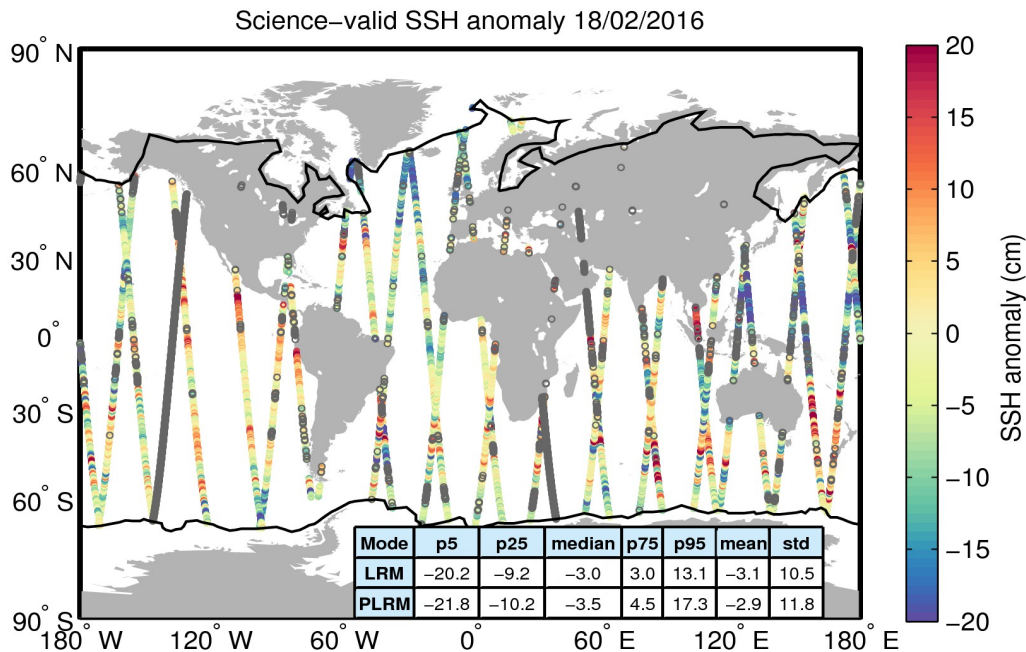 Science−valid SSH anomaly 18/02/2016
90° N
60° N
30° N
0°
30° S
60° S
90° S
180° W
120° W
60° W
0°
60° E
120° E
180° E
Mode p5 p25 median p75 p95 mean std
LRM −20.2 −9.2 −3.0 3.0 13.1 −3.1 10.5
PLRM −21.8 −10.2 −3.5 4.5 17.3 −2.9 11.8
20
15
10
5
0
−5
−10
−15
−20
SSH anomaly (cm)